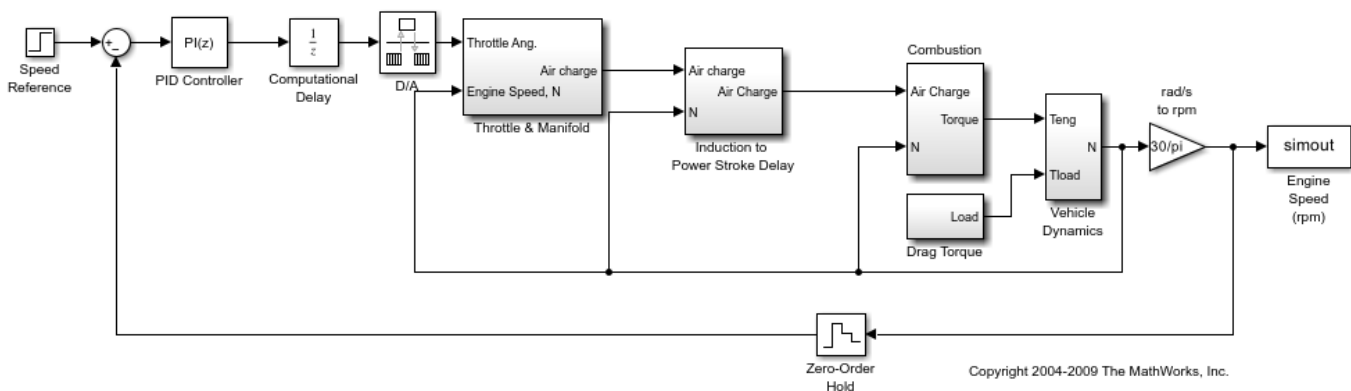 Speed
Reference
+
−
PI(z)
PID Controller
1
z
Computational
Delay
D/A
Throttle Ang.
Engine Speed, N
Air charge
Throttle & Manifold
Air charge
N
Air Charge
Induction to
Power Stroke Delay
Combustion
Air Charge
N
Torque
Load
Drag Torque
Teng
Tload
N
Vehicle
Dynamics
rad/s
to rpm
30/pi
simout
Engine
Speed
(rpm)
Zero-Order
Hold
Copyright 2004-2009 The MathWorks, Inc.